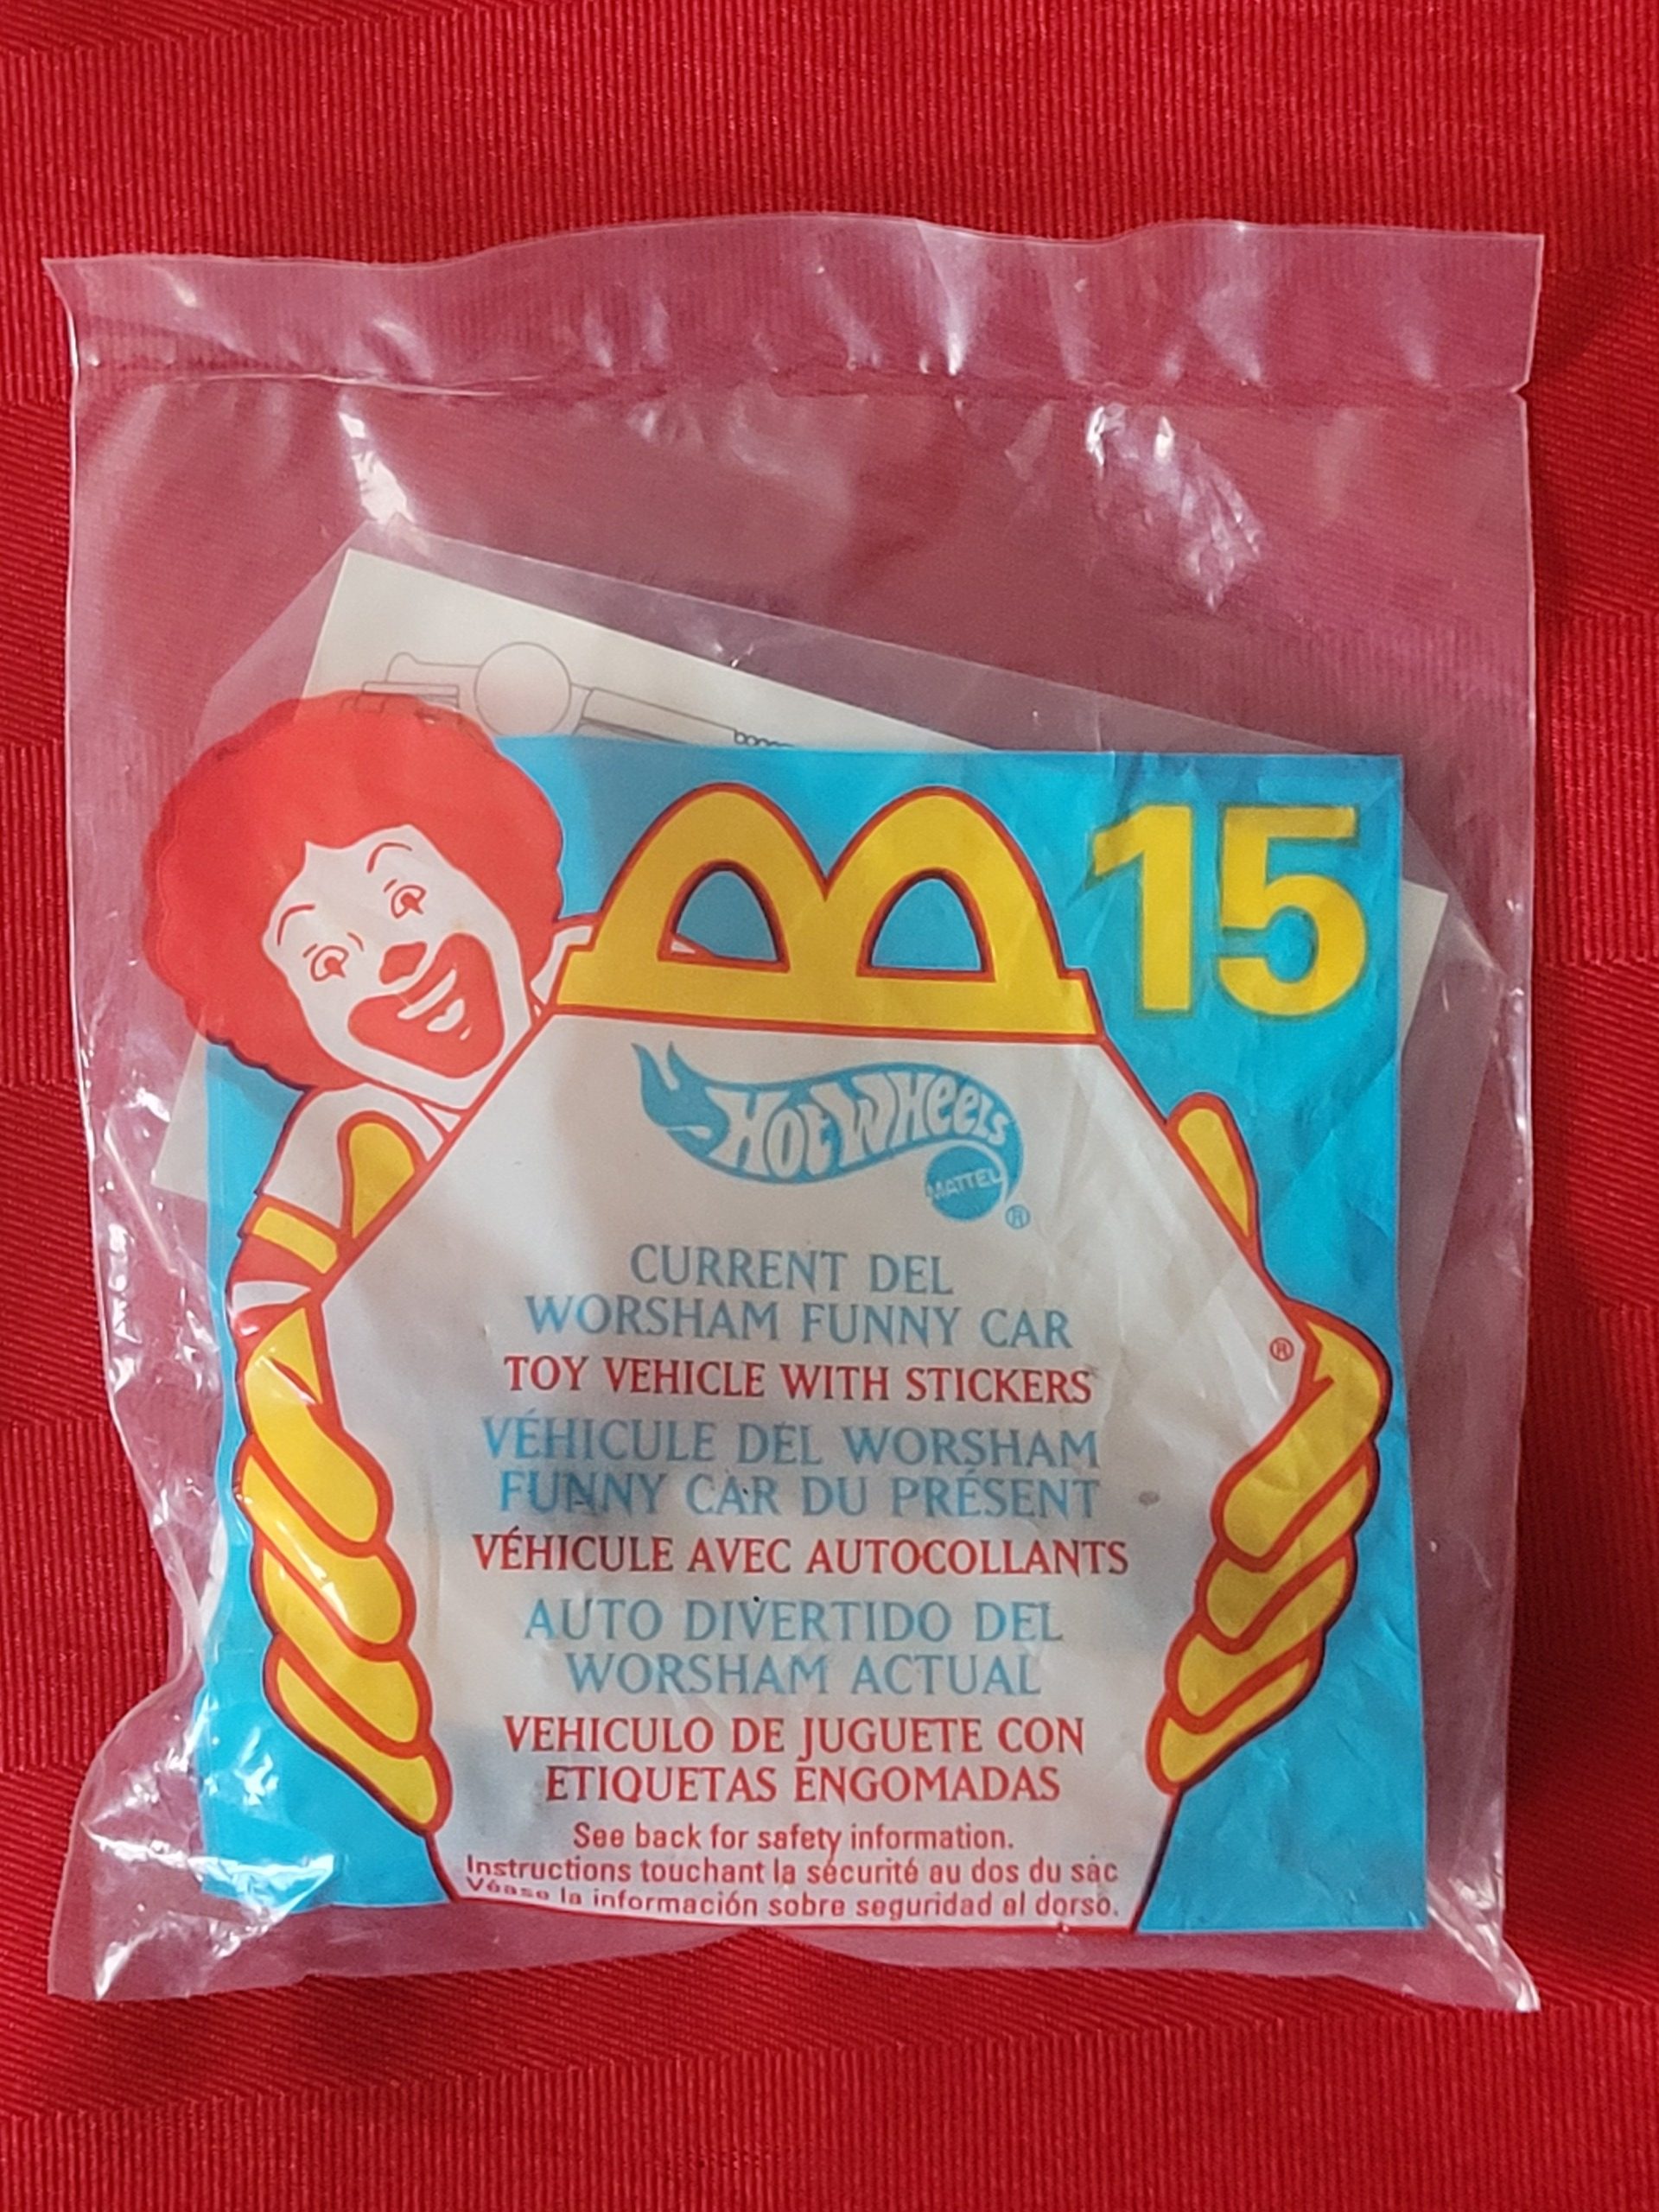 15
Hot Wheels
MATTEL
®
CURRENT DEL
WORSHAM FUNNY CAR
®
TOY VEHICLE WITH STICKERS
VÉHICULE DEL WORSHAM
FUNNY CAR DU PRÉSENT
VÉHICULE AVEC AUTOCOLLANTS
AUTO DIVERTIDO DEL
WORSHAM ACTUAL
VEHICULO DE JUGUETE CON
ETIQUETAS ENGOMADAS
See back for safety information.
Instructions touchant la sécurité au dos du sac
Véase la información sobre seguridad al dorso.